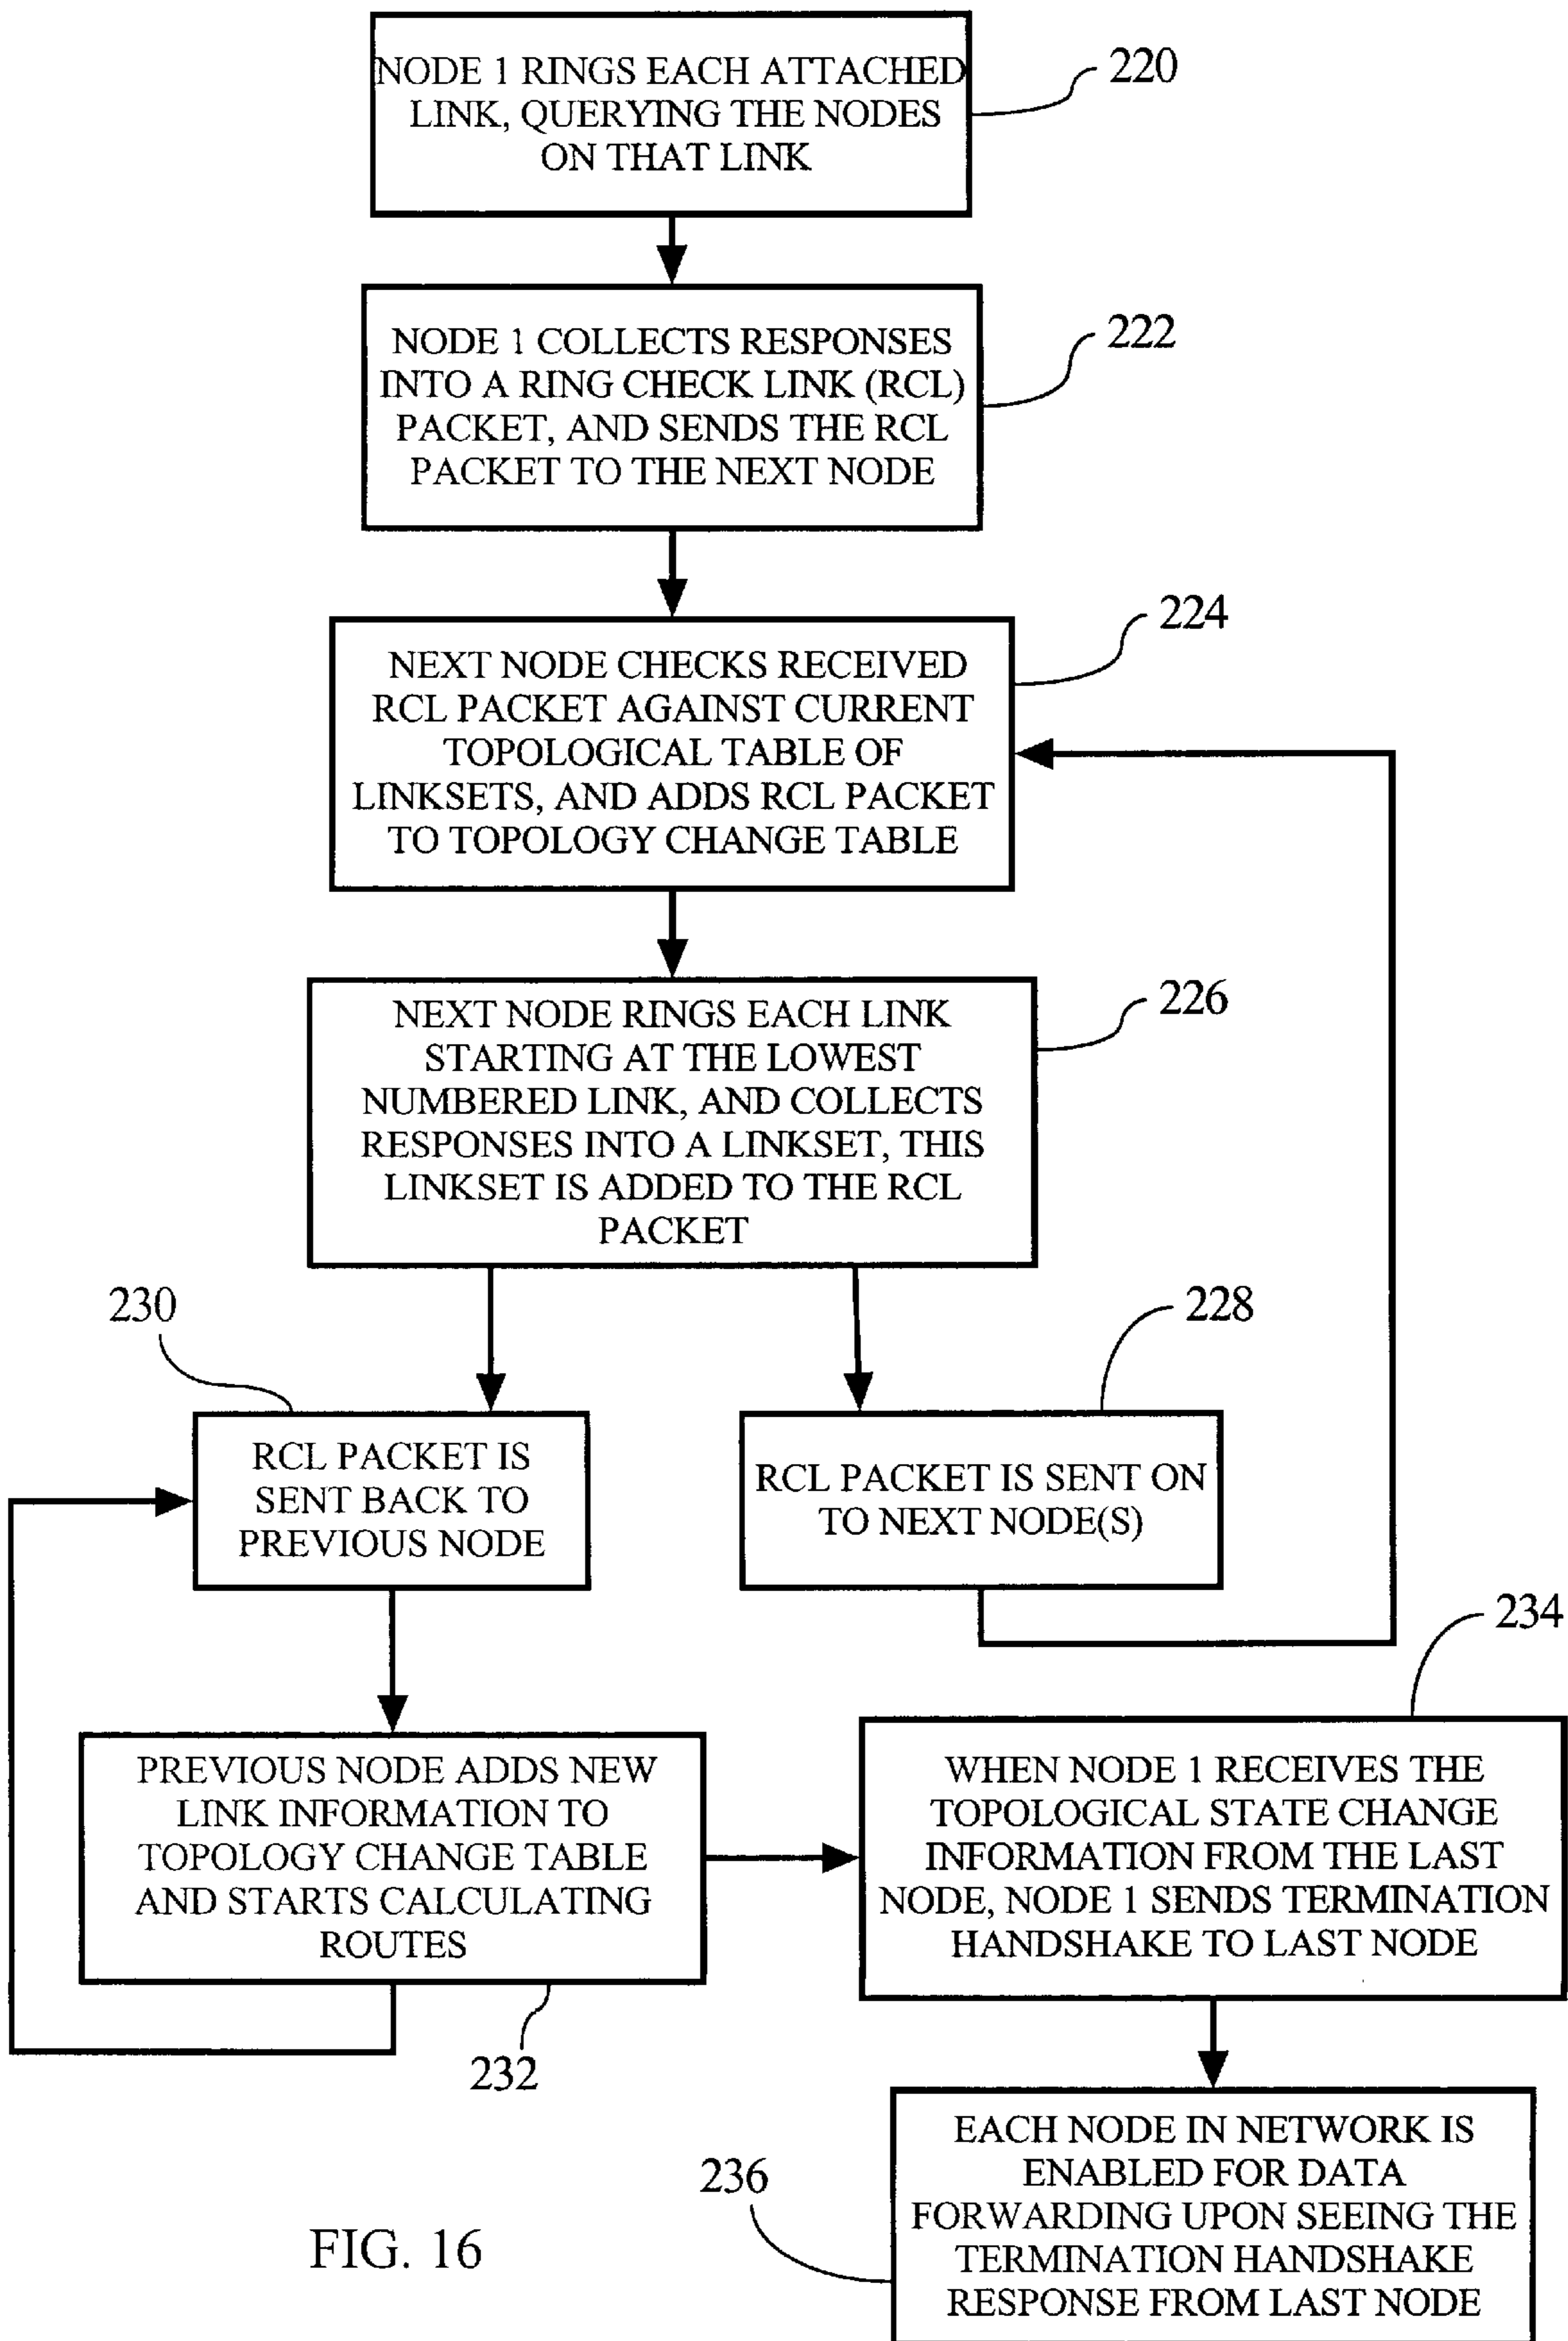 NODE 1 RINGS EACH ATTACHED
LINK, QUERYING THE NODES
ON THAT LINK
220
NODE 1 COLLECTS RESPONSES
INTO A RING CHECK LINK (RCL)
PACKET, AND SENDS THE RCL
PACKET TO THE NEXT NODE
222
NEXT NODE CHECKS RECEIVED
RCL PACKET AGAINST CURRENT
TOPOLOGICAL TABLE OF
LINKSETS, AND ADDS RCL PACKET
TO TOPOLOGY CHANGE TABLE
224
NEXT NODE RINGS EACH LINK
STARTING AT THE LOWEST
NUMBERED LINK, AND COLLECTS
RESPONSES INTO A LINKSET, THIS
LINKSET IS ADDED TO THE RCL
PACKET
226
230
RCL PACKET IS
SENT BACK TO
PREVIOUS NODE
228
RCL PACKET IS SENT ON
TO NEXT NODE(S)
PREVIOUS NODE ADDS NEW
LINK INFORMATION TO
TOPOLOGY CHANGE TABLE
AND STARTS CALCULATING
ROUTES
232
234
WHEN NODE 1 RECEIVES THE
TOPOLOGICAL STATE CHANGE
INFORMATION FROM THE LAST
NODE, NODE 1 SENDS TERMINATION
HANDSHAKE TO LAST NODE
236
EACH NODE IN NETWORK IS
ENABLED FOR DATA
FORWARDING UPON SEEING THE
TERMINATION HANDSHAKE
RESPONSE FROM LAST NODE
FIG. 16